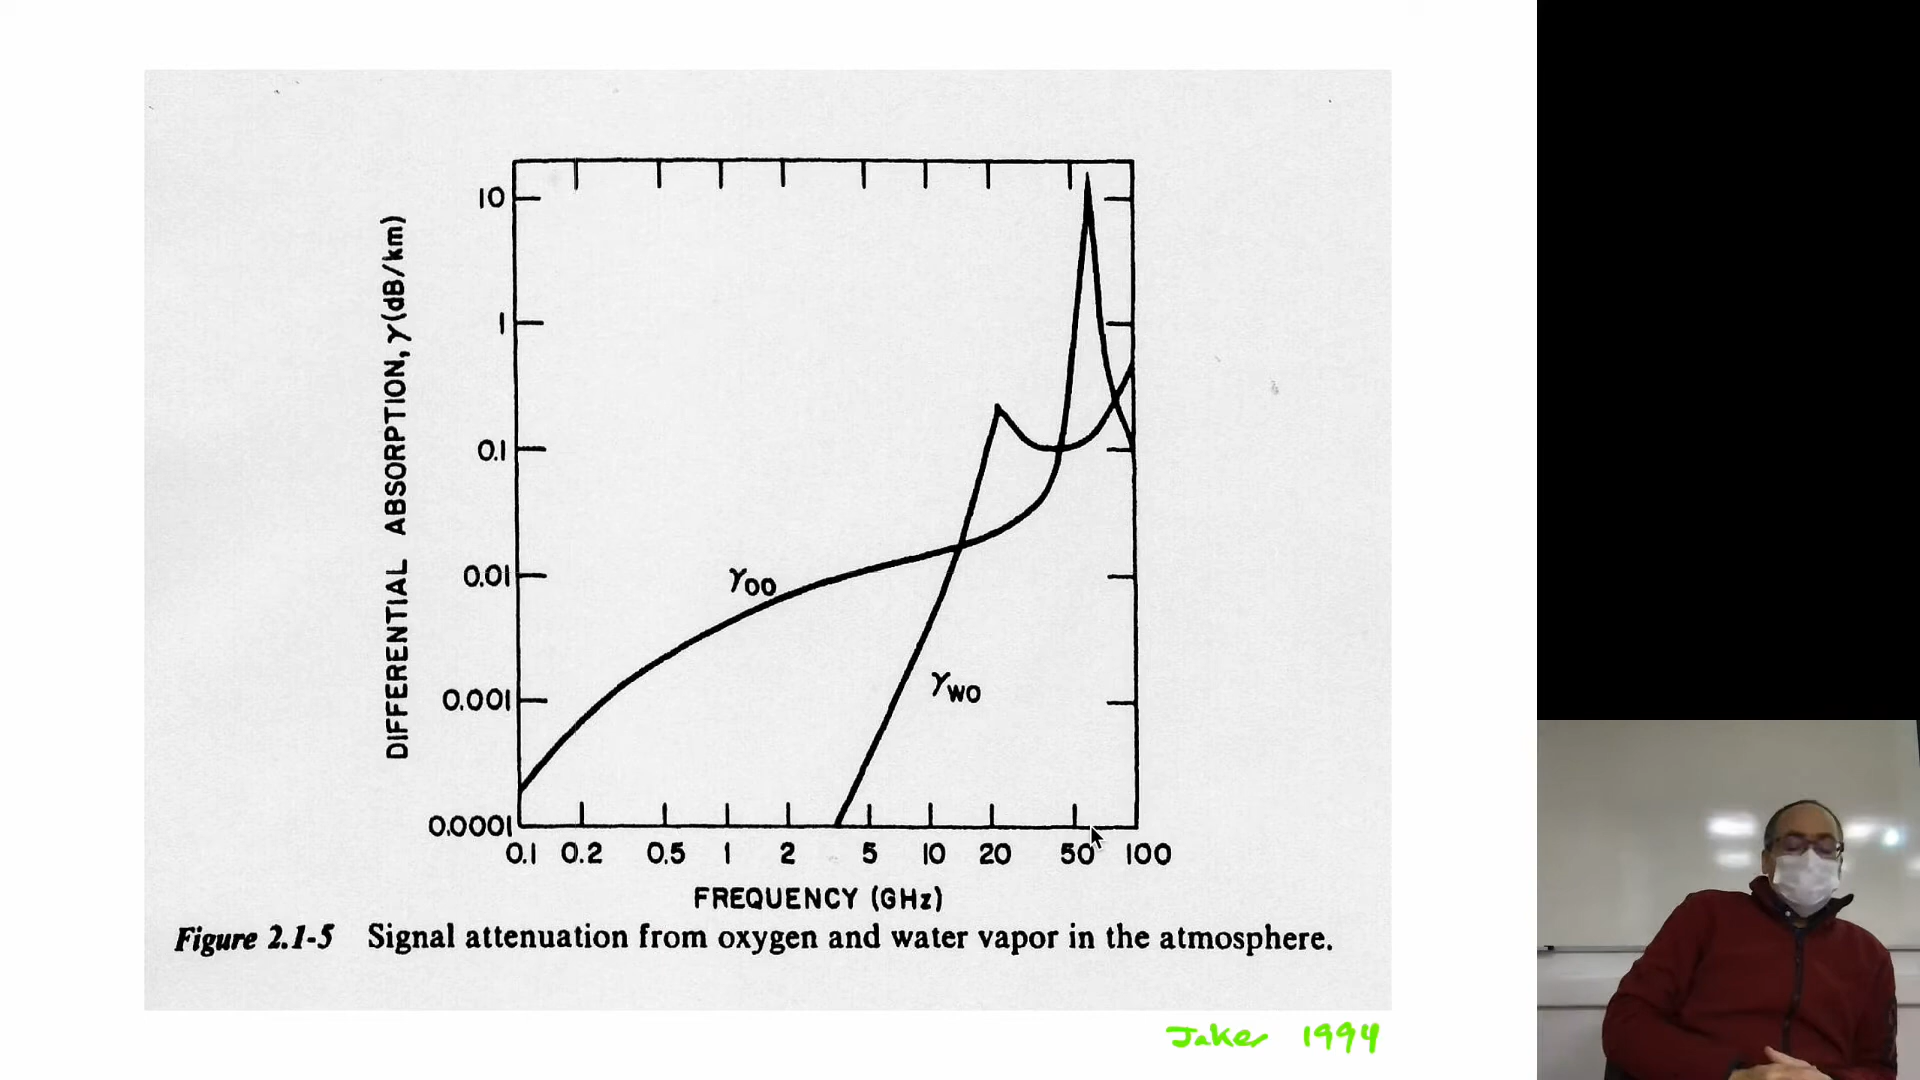 10
1
0.1
0.01
0.001
0.0001
DIFFERENTIAL ABSORPTION, γ(dB/km)
γOO
γWO
0.1 0.2 0.5 1 2 5 10 20 50 100
FREQUENCY (GHz)
Figure 2.1-5 Signal attenuation from oxygen and water vapor in the atmosphere.
Jakes 1994